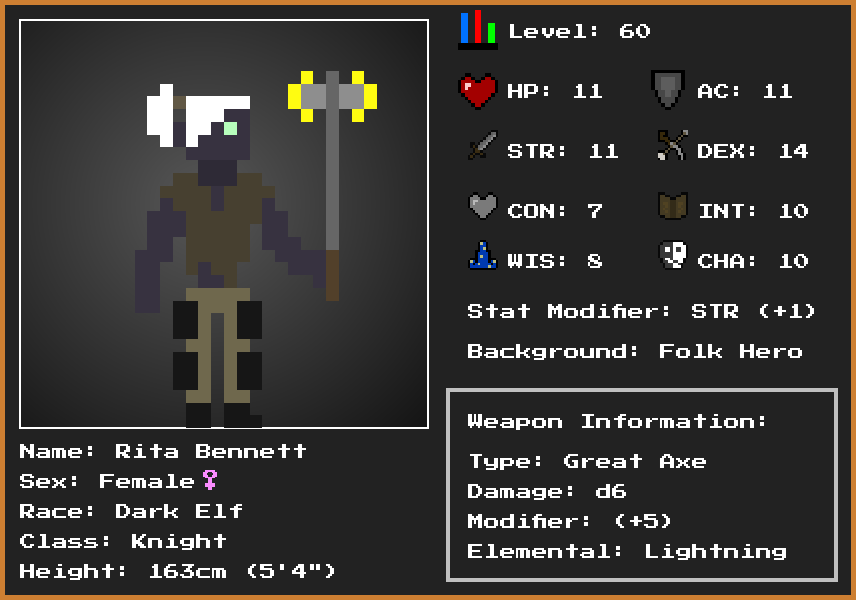 Level: 60
HP: 11
AC: 11
STR: 11
DEX: 14
CON: 7
INT: 10
WIS: 8
CHA: 10
Stat Modifier: STR (+1)
Background: Folk Hero
Weapon Information:
Type: Great Axe
Damage: d6
Modifier: (+5)
Elemental: Lightning
Name: Rita Bennett
Sex: Female♀
Race: Dark Elf
Class: Knight
Height: 163cm (5'4")